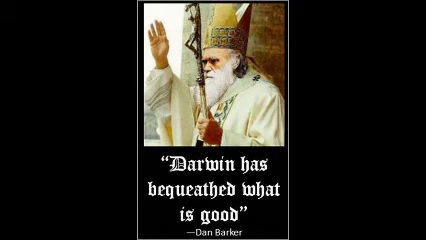 “Darwin has
bequeathed what
is good”
—Dan Barker